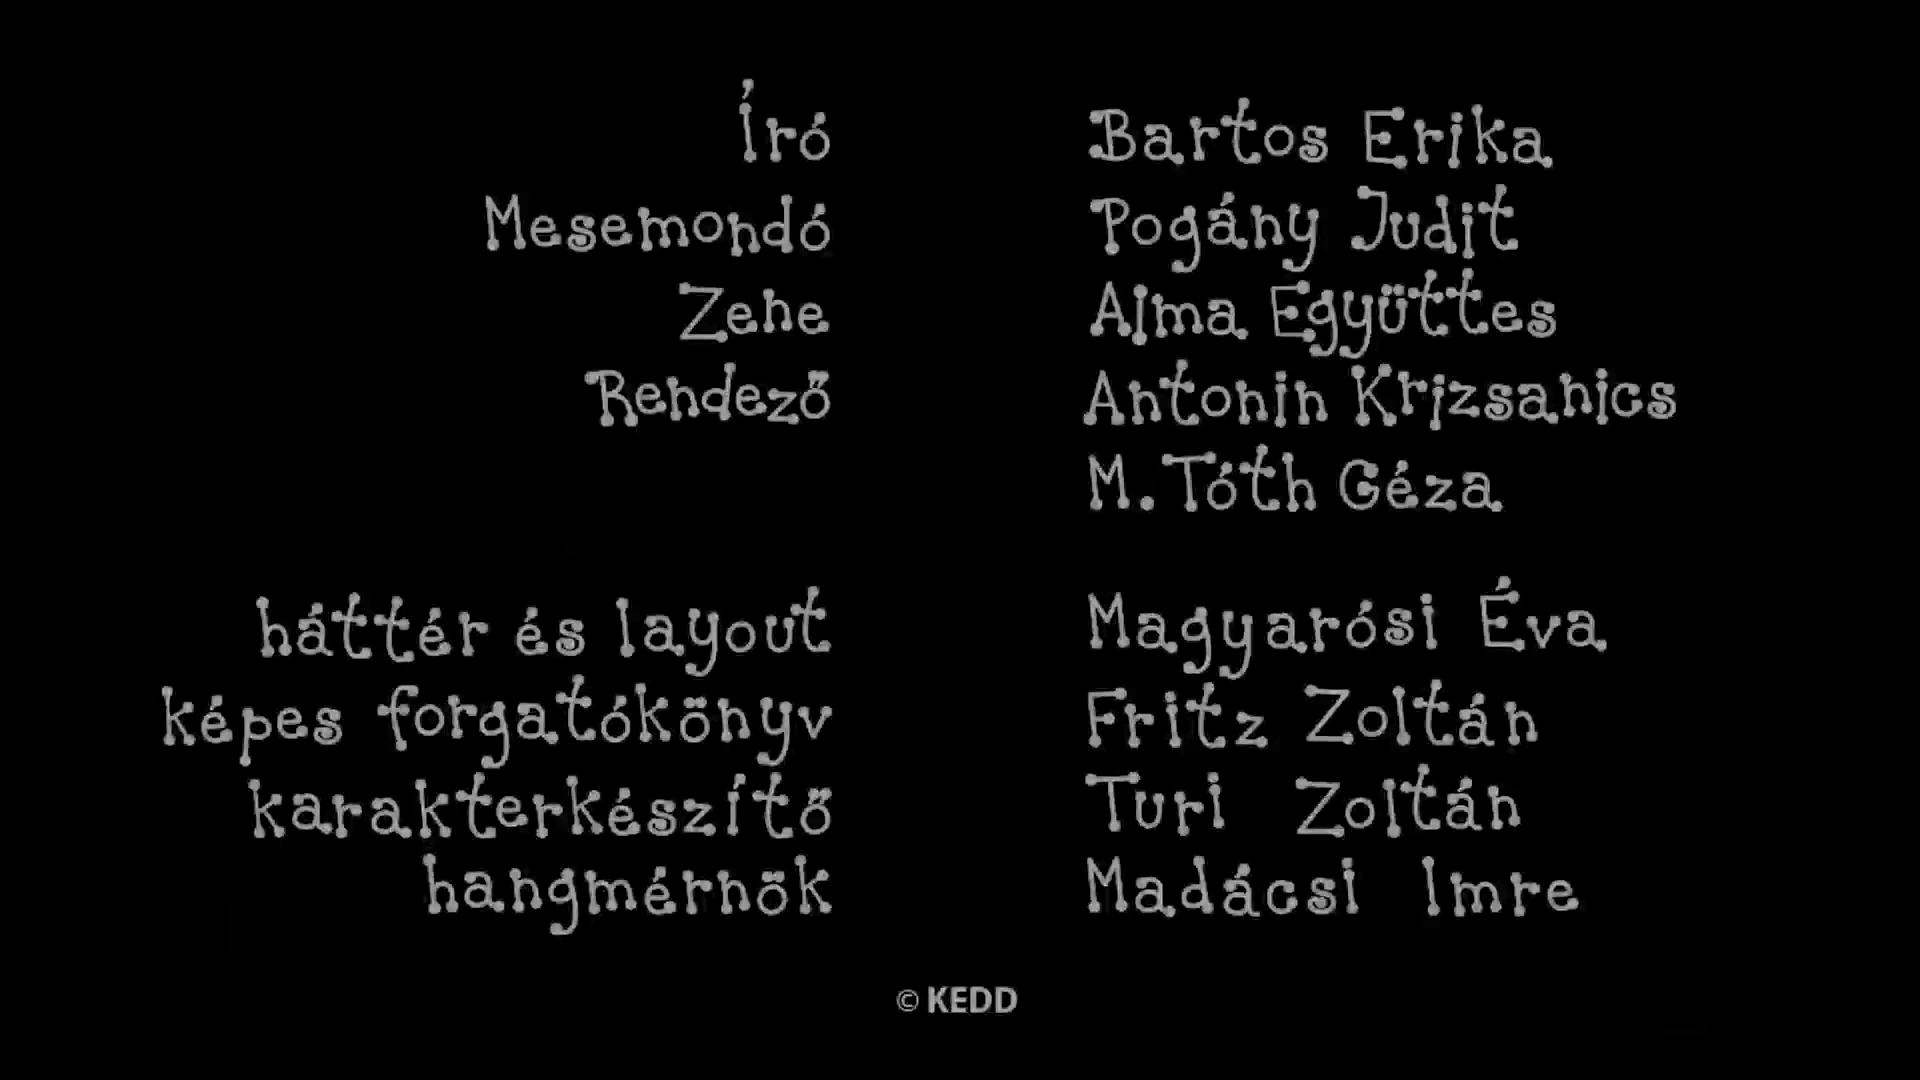 Író Bartos Erika
Mesemondó Pogány Judit
Zene Alma Együttes
Rendező Antonin Krizsanics
M. Tóth Géza
háttér és layout Magyarósi Éva
képes forgatókönyv Fritz Zoltán
karakterkészítő Turi Zoltán
hangmérnök Madácsi Imre
© KEDD